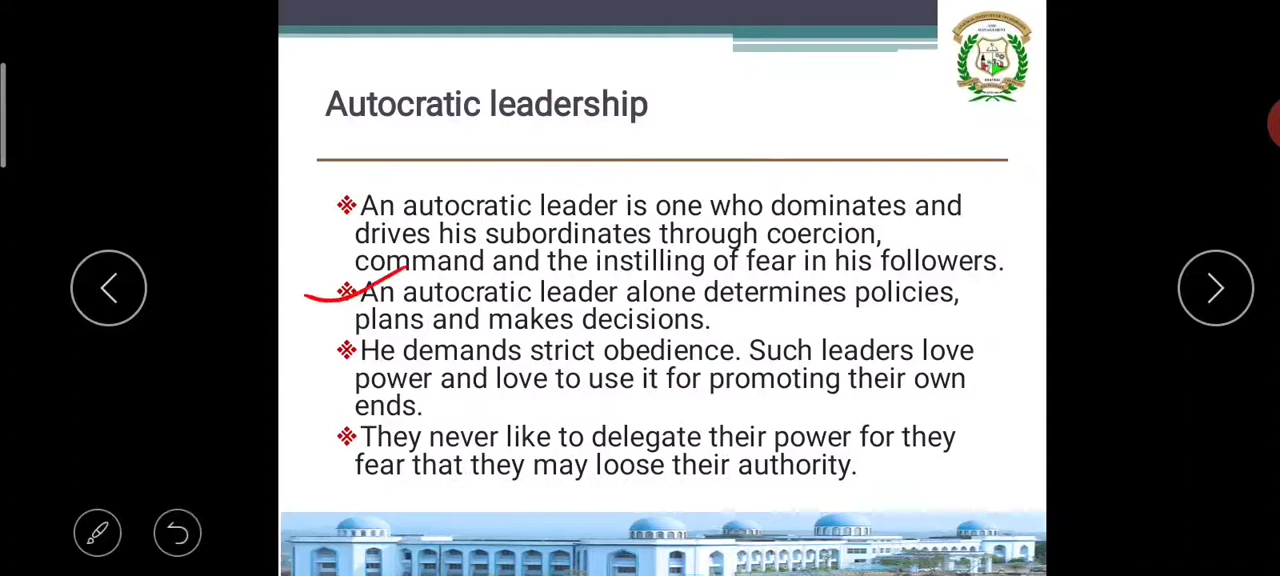 AND
MANAGEMENT
Autocratic leadership
❖An autocratic leader is one who dominates and
drives his subordinates through coercion,
command and the instilling of fear in his followers.
❖An autocratic leader alone determines policies,
plans and makes decisions.
❖He demands strict obedience. Such leaders love
power and love to use it for promoting their own
ends.
❖They never like to delegate their power for they
fear that they may loose their authority.